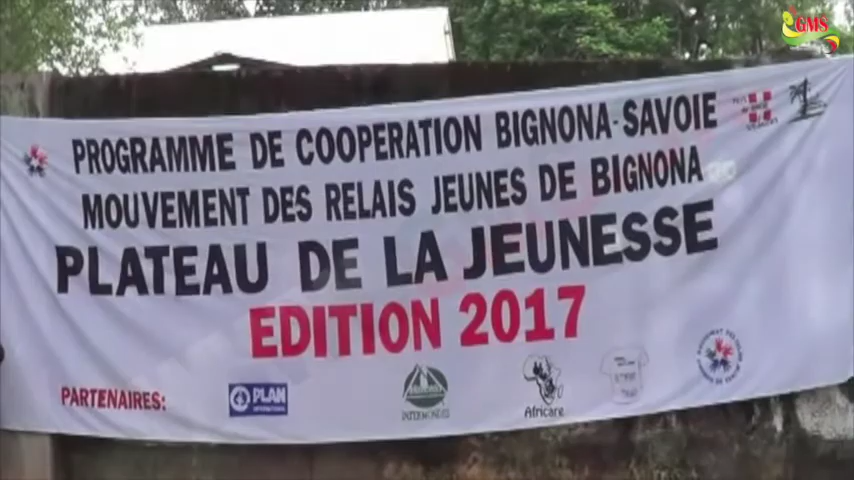 GMS
PROGRAMME DE COOPERATION BIGNONA-SAVOIE
MOUVEMENT DES RELAIS JEUNES DE BIGNONA
PLATEAU DE LA JEUNESSE
EDITION 2017
PARTENAIRES:
PLAN
INTERMONDES
Africare